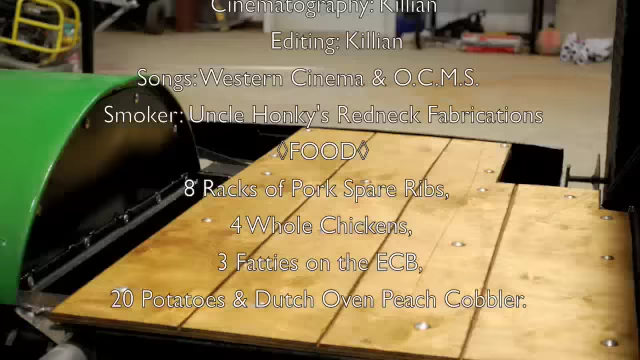 Cinematography: Killian
Editing: Killian
Songs: Western Cinema & O.C.M.S.
Smoker: Uncle Honky's Redneck Fabrications
◊FOOD◊
8 Racks of Pork Spare Ribs,
4 Whole Chickens,
3 Fatties on the ECB,
20 Potatoes & Dutch Oven Peach Cobbler.